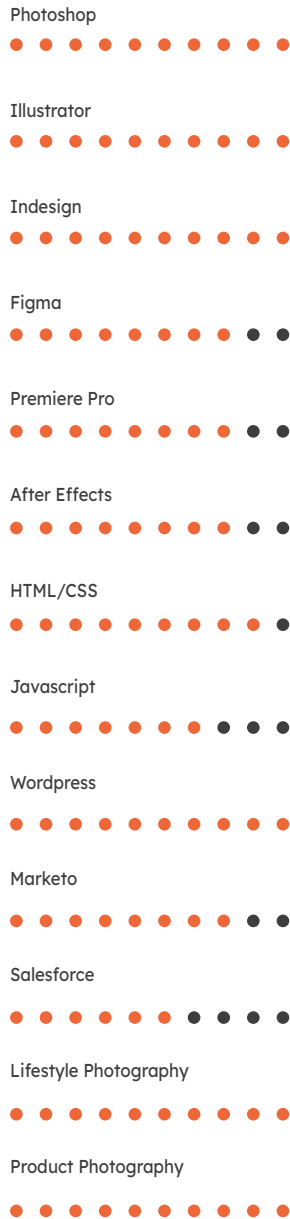 Photoshop
Illustrator
Indesign
Figma
Premiere Pro
After Effects
HTML/CSS
Javascript
Wordpress
Marketo
Salesforce
Lifestyle Photography
Product Photography